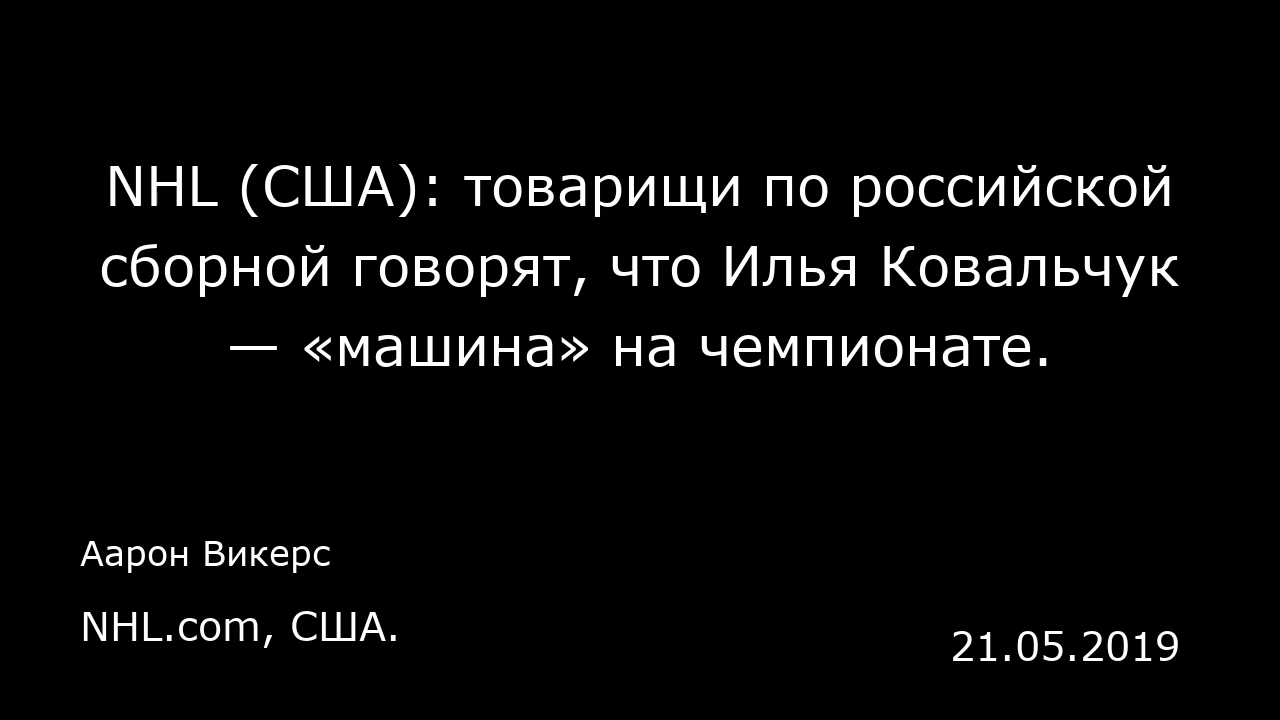 NHL (США): товарищи по российской
сборной говорят, что Илья Ковальчук
— «машина» на чемпионате.
Аарон Викерс
NHL.com, США.
21.05.2019